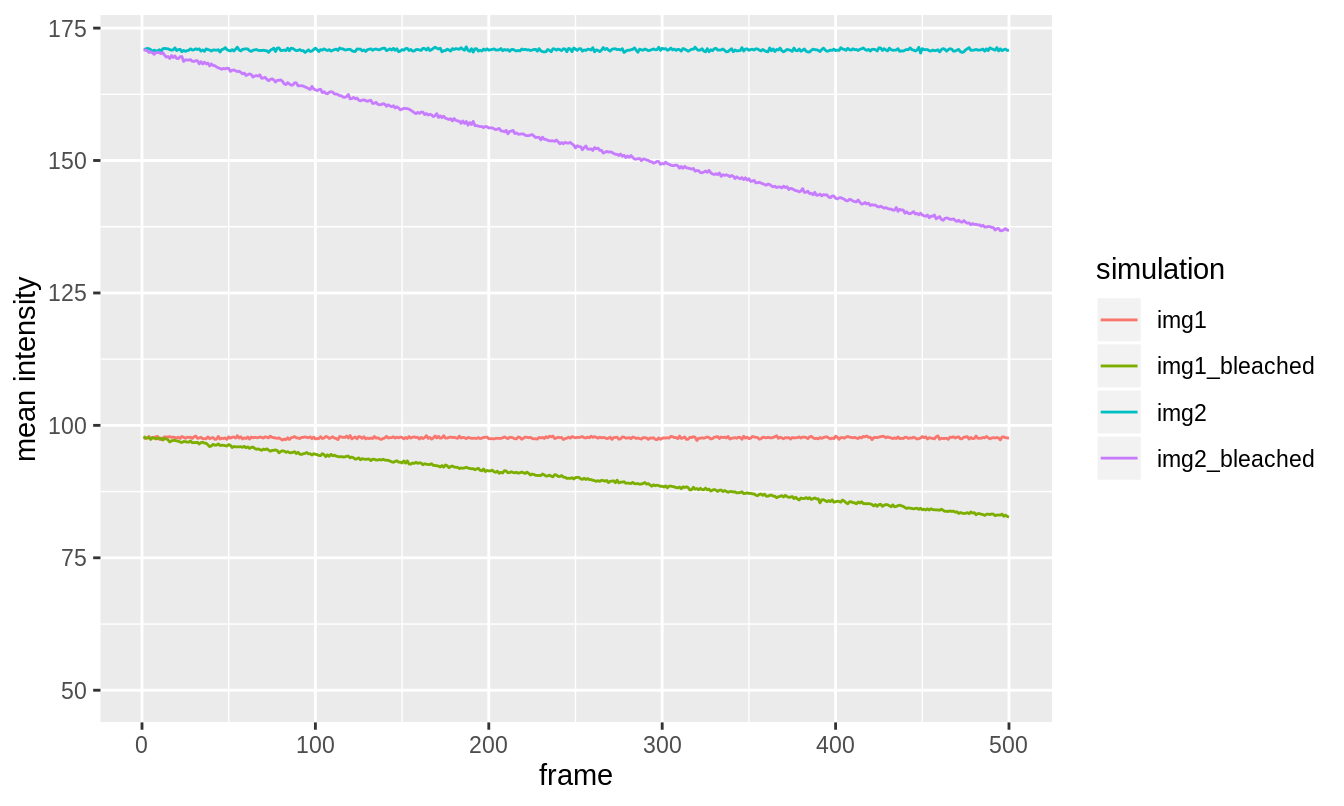 175
150
125
100
75
50
mean intensity
0 100 200 300 400 500
frame
simulation
img1
img1_bleached
img2
img2_bleached